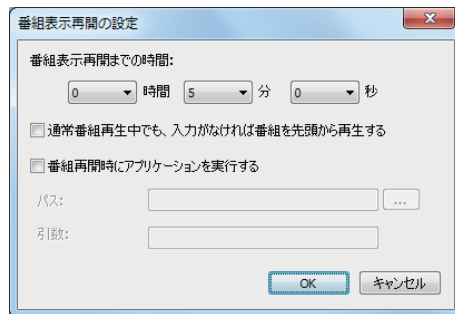 番組表示再開の設定
番組表示再開までの時間:
0 時間 5 分 0 秒
通常番組再生中でも、入力がなければ番組を先頭から再生する
番組再開時にアプリケーションを実行する
パス: ...
引数:
OK キャンセル